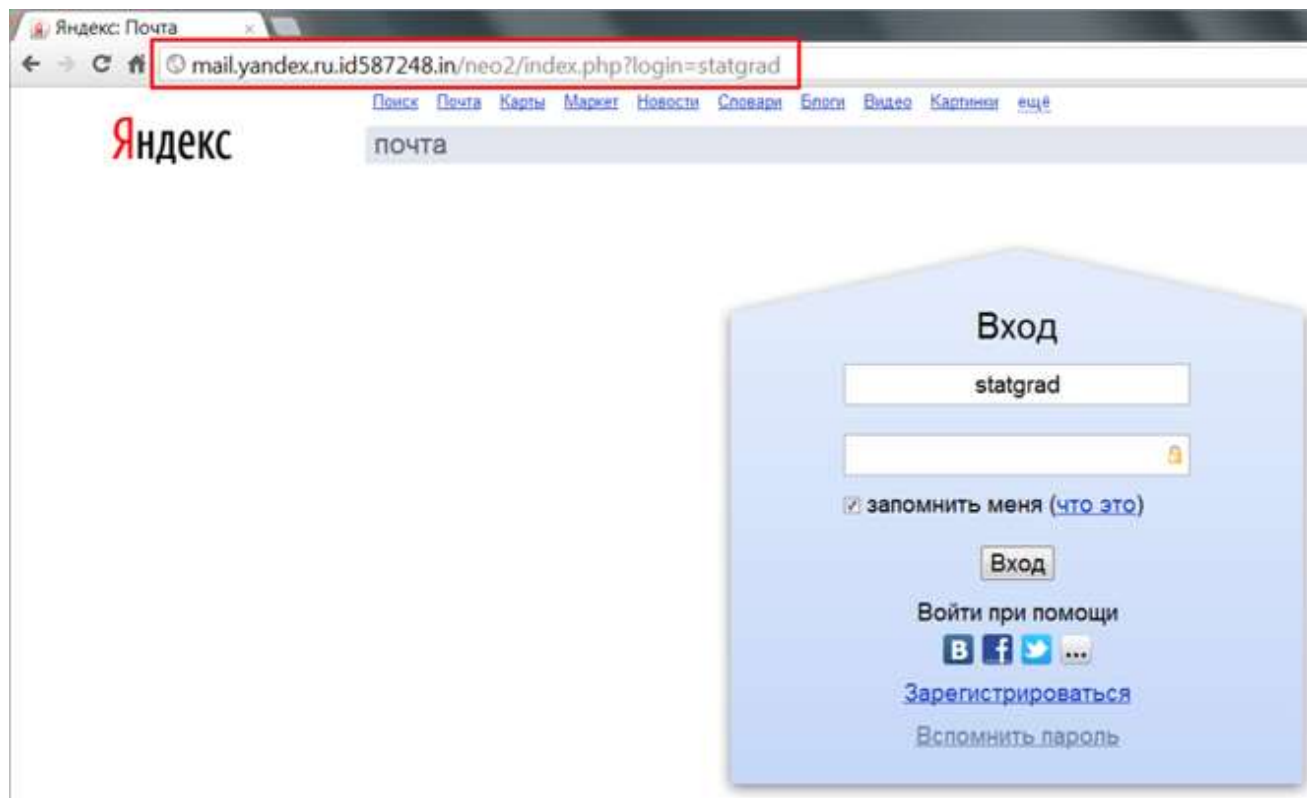 Яндекс: Почта
mail.yandex.ru.id587248.in/neo2/index.php?login=statgrad
Поиск Почта Карты Маркет Новости Словари Блоги Видео Картинки ещё
Яндекс
почта
Вход
statgrad
запомнить меня (что это)
Вход
Войти при помощи
В f ...
Зарегистрироваться
Вспомнить пароль